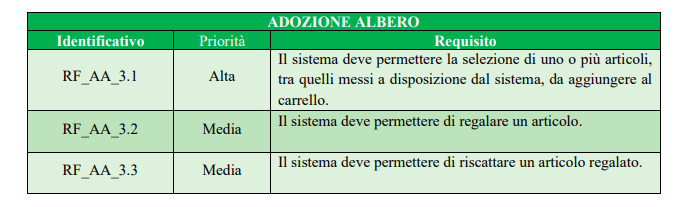 ADOZIONE ALBERO
Identificativo Priorità Requisito
RF_AA_3.1 Alta Il sistema deve permettere la selezione di uno o più articoli,
tra quelli messi a disposizione dal sistema, da aggiungere al
carrello.
RF_AA_3.2 Media Il sistema deve permettere di regalare un articolo.
RF_AA_3.3 Media Il sistema deve permettere di riscattare un articolo regalato.